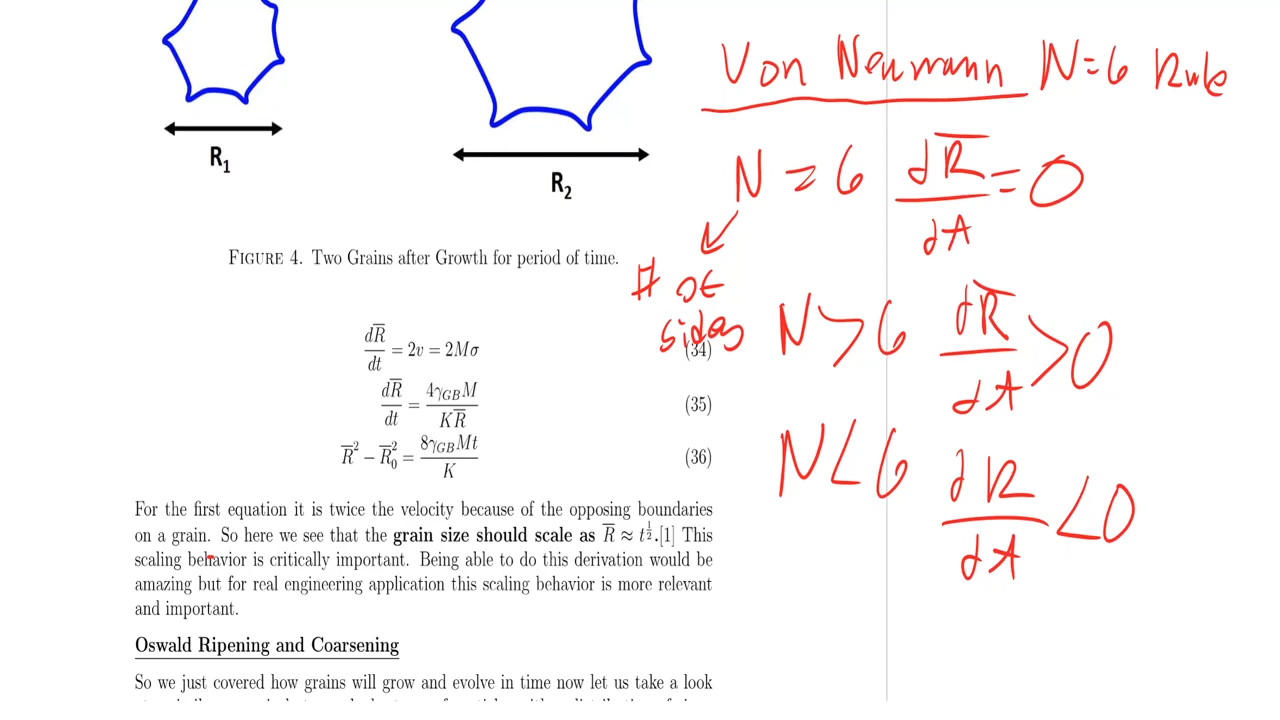 R₁
R₂
FIGURE 4. Two Grains after Growth for period of time.
dR̅/dt = 2v = 2Mσ (34)
dR̅/dt = 4γ_GB M / KR̅ (35)
R̅² − R̅₀² = 8γ_GB Mt / K (36)
For the first equation it is twice the velocity because of the opposing boundaries
on a grain. So here we see that the grain size should scale as R̅ ≈ t^½.[1] This
scaling behavior is critically important. Being able to do this derivation would be
amazing but for real engineering application this scaling behavior is more relevant
and important.
Oswald Ripening and Coarsening
So we just covered how grains will grow and evolve in time now let us take a look
Von Neumann N=6 Rule
N = 6 dR̅/dA = 0
# of
sides
N > 6 dR̅/dA > 0
N < 6 dR/dA < 0